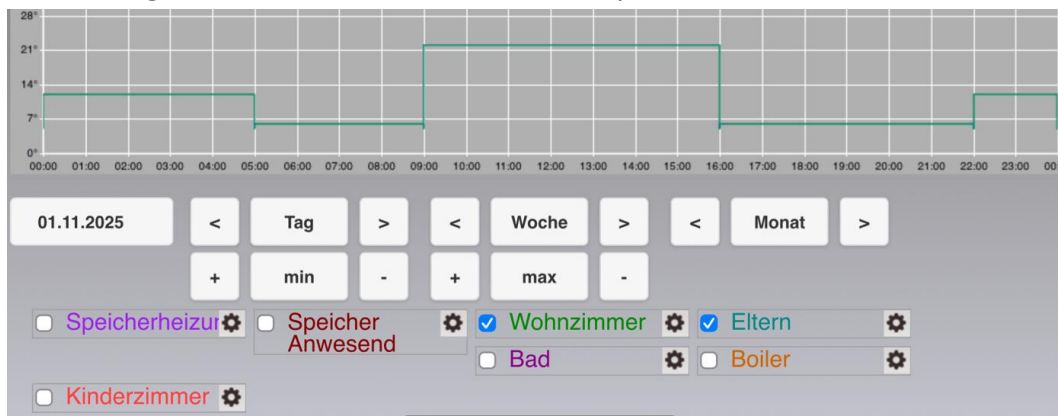 28°
21°
14°
7°
0°
00:00 01:00 02:00 03:00 04:00 05:00 06:00 07:00 08:00 09:00 10:00 11:00 12:00 13:00 14:00 15:00 16:00 17:00 18:00 19:00 20:00 21:00 22:00 23:00 00
01.11.2025 < Tag > < Woche > < Monat >
+ min - + max -
Speicherheizur Speicher Anwesend Wohnzimmer Eltern
Bad Boiler
Kinderzimmer